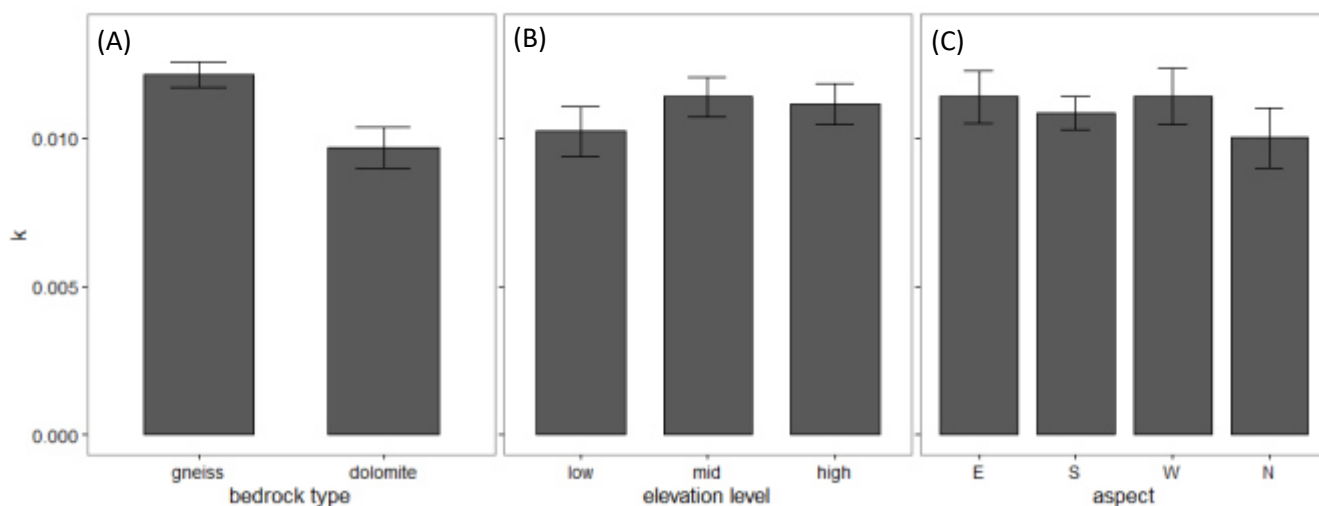 (A)
(B)
(C)
0.010
0.005
0.000
k
gneiss dolomite
bedrock type
low mid high
elevation level
E S W N
aspect